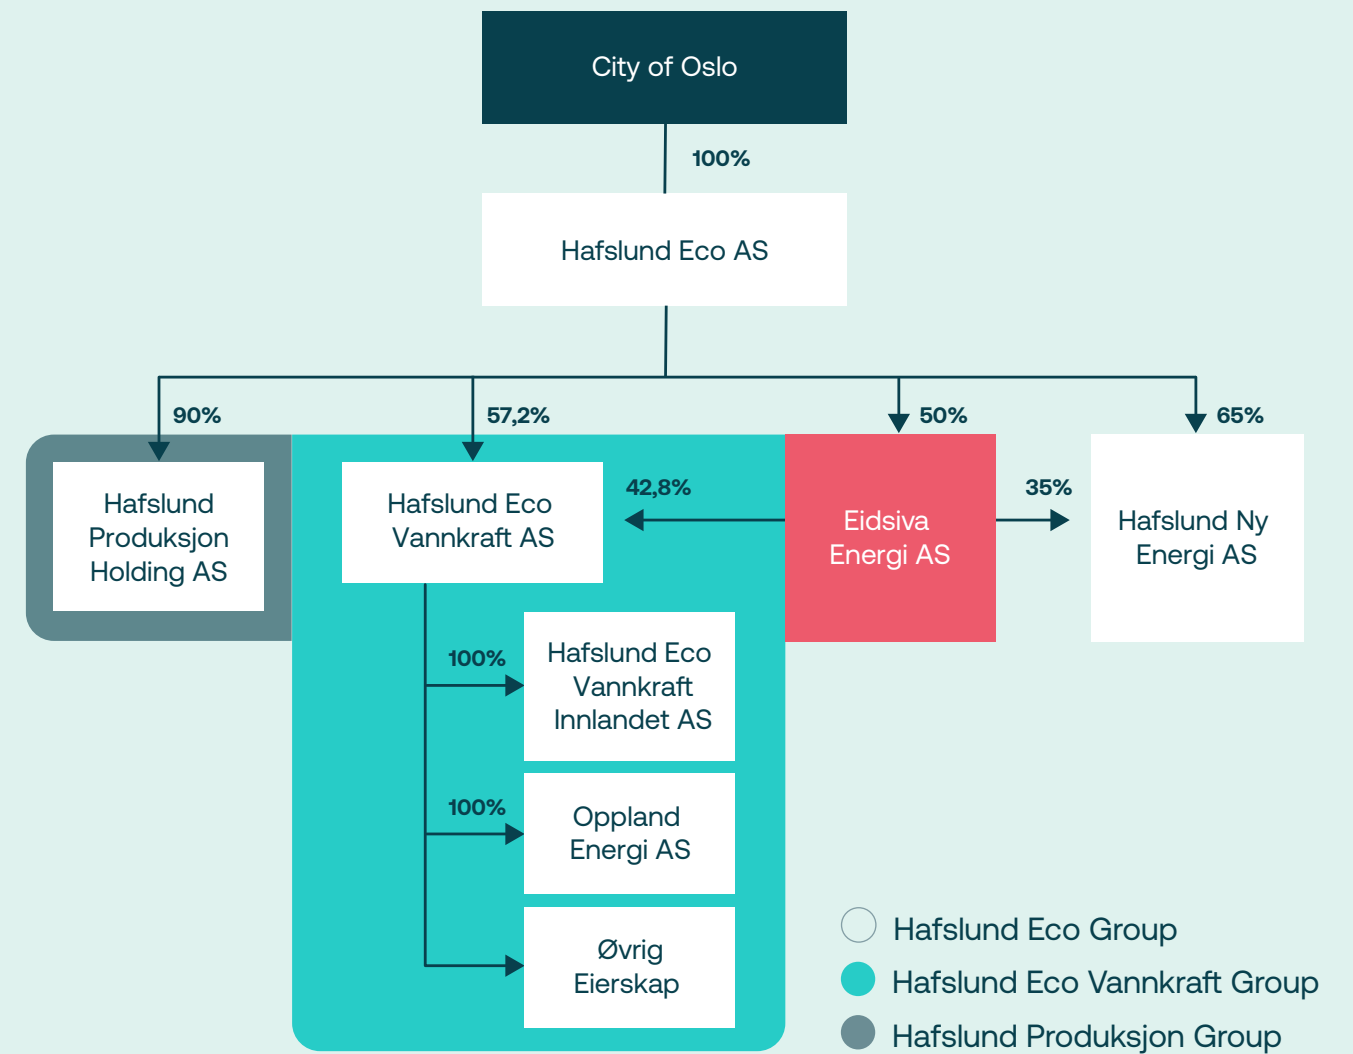 City of Oslo
100%
Hafslund Eco AS
90%
57,2%
50%
65%
Hafslund
Produksjon
Holding AS
Hafslund Eco
Vannkraft AS
42,8%
Eidsiva
Energi AS
35%
Hafslund Ny
Energi AS
100%
Hafslund Eco
Vannkraft
Innlandet AS
100%
Oppland
Energi AS
Øvrig
Eierskap
Hafslund Eco Group
Hafslund Eco Vannkraft Group
Hafslund Produksjon Group